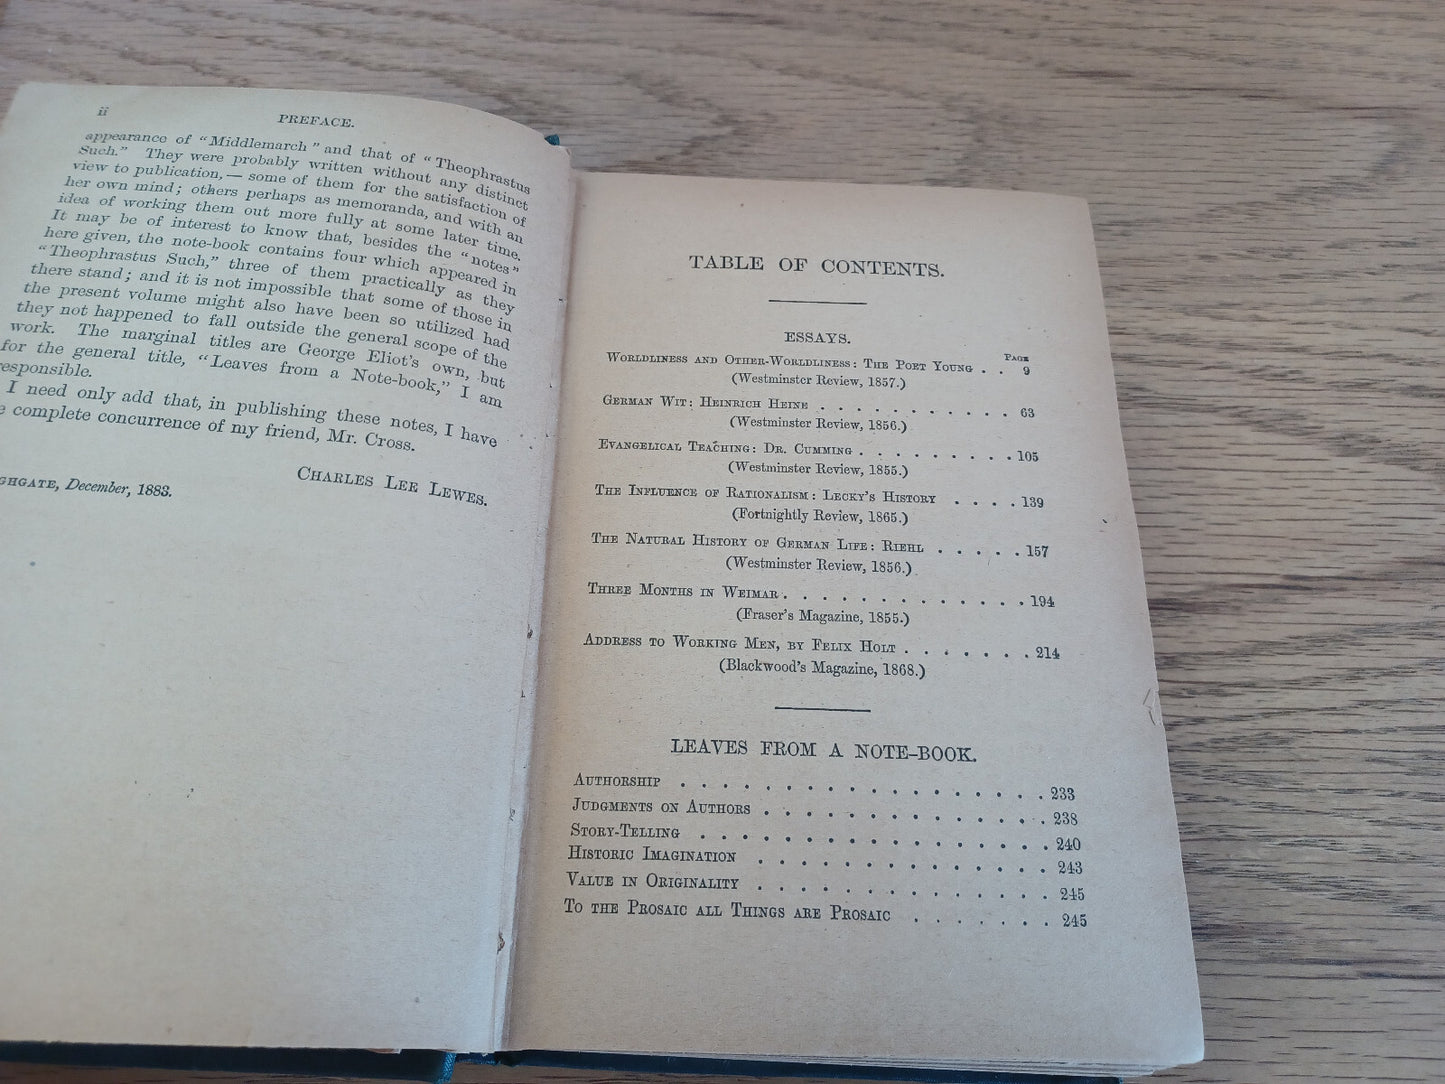 ii
PREFACE.
appearance of "Middlemarch" and that of "Theophrastus
Such." They were probably written without any distinct
view to publication,— some of them for the satisfaction of
her own mind; others perhaps as memoranda, and with an
idea of working them out more fully at some later time.
It may be of interest to know that, besides the "notes"
here given, the note-book contains four which appeared in
"Theophrastus Such," three of them practically as they
there stand; and it is not impossible that some of those in
the present volume might also have been so utilized had
they not happened to fall outside the general scope of the
work. The marginal titles are George Eliot's own, but
for the general title, "Leaves from a Note-book," I am
responsible.
I need only add that, in publishing these notes, I have
complete concurrence of my friend, Mr. Cross.
CHARLES LEE LEWES.
GHGATE, December, 1883.
TABLE OF CONTENTS.
ESSAYS.
PAGE
WORLDLINESS AND OTHER-WORLDLINESS: THE POET YOUNG . . 9
(Westminster Review, 1857.)
GERMAN WIT: HEINRICH HEINE . . . . . . . . . . . 63
(Westminster Review, 1856.)
EVANGELICAL TEACHING: DR. CUMMING . . . . . . . . . 105
(Westminster Review, 1855.)
THE INFLUENCE OF RATIONALISM: LECKY'S HISTORY . . . . 139
(Fortnightly Review, 1865.)
THE NATURAL HISTORY OF GERMAN LIFE: RIEHL . . . . . 157
(Westminster Review, 1856.)
THREE MONTHS IN WEIMAR . . . . . . . . . . . . . 194
(Fraser's Magazine, 1855.)
ADDRESS TO WORKING MEN, BY FELIX HOLT . . . . . . . 214
(Blackwood's Magazine, 1868.)
LEAVES FROM A NOTE-BOOK.
AUTHORSHIP . . . . . . . . . . . . . . . . . 233
JUDGMENTS ON AUTHORS . . . . . . . . . . . . . 238
STORY-TELLING . . . . . . . . . . . . . . . . 240
HISTORIC IMAGINATION . . . . . . . . . . . . . 243
VALUE IN ORIGINALITY . . . . . . . . . . . . . 245
TO THE PROSAIC ALL THINGS ARE PROSAIC . . . . . . . 245